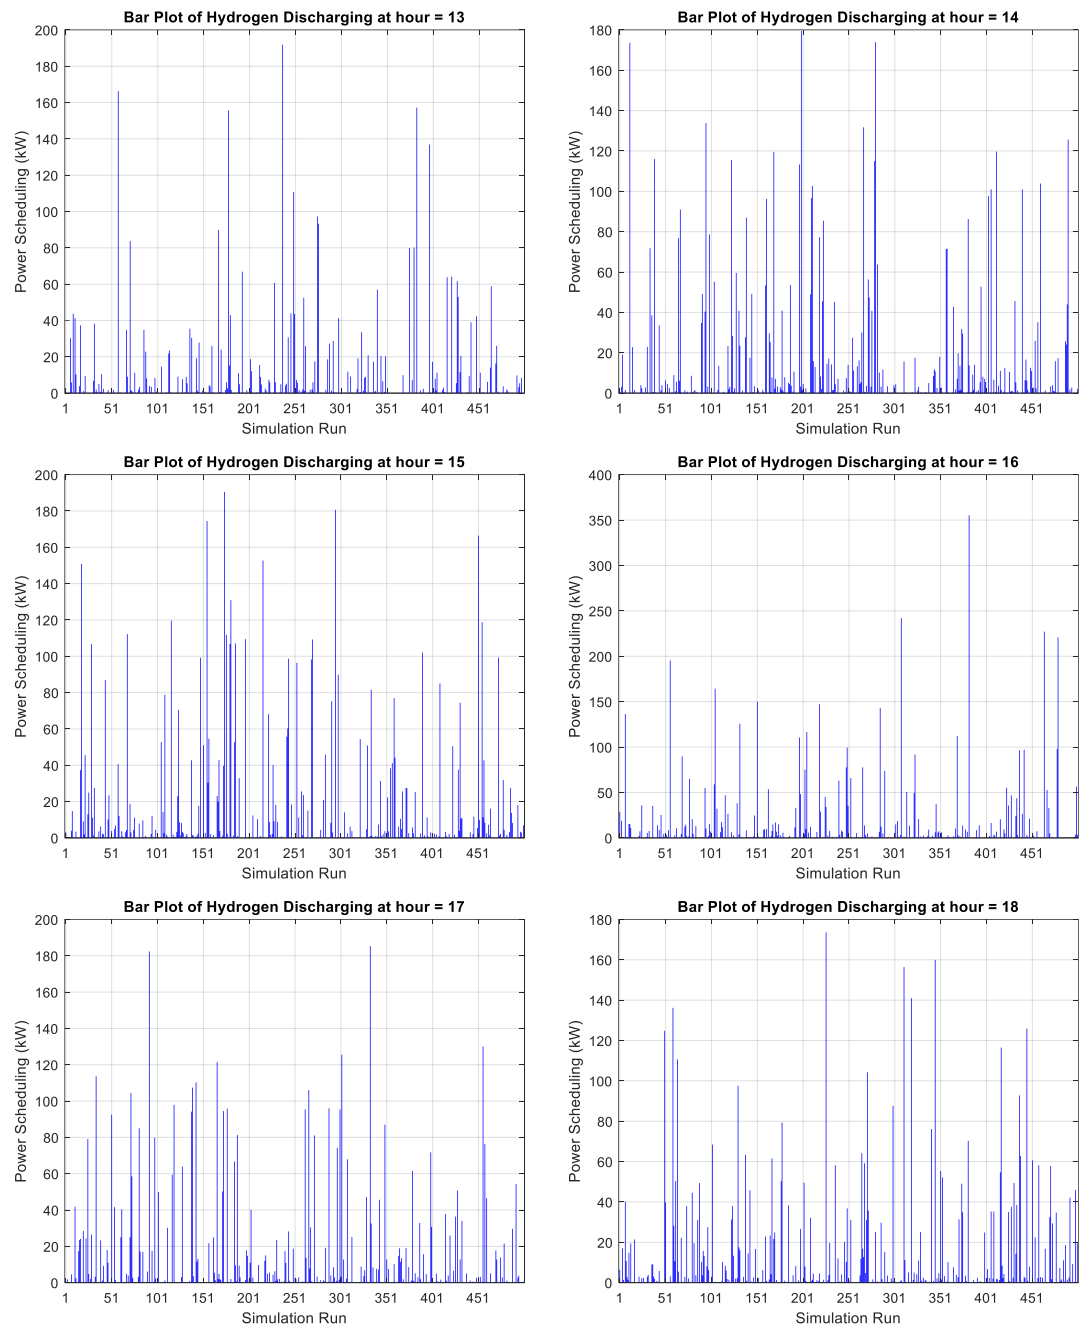 Bar Plot of Hydrogen Discharging at hour = 13
200
180
160
140
120
100
80
60
40
20
0
Power Scheduling (kW)
1 51 101 151 201 251 301 351 401 451
Simulation Run
Bar Plot of Hydrogen Discharging at hour = 14
180
160
140
120
100
80
60
40
20
0
Power Scheduling (kW)
1 51 101 151 201 251 301 351 401 451
Simulation Run
Bar Plot of Hydrogen Discharging at hour = 15
200
180
160
140
120
100
80
60
40
20
0
Power Scheduling (kW)
1 51 101 151 201 251 301 351 401 451
Simulation Run
Bar Plot of Hydrogen Discharging at hour = 16
400
350
300
250
200
150
100
50
0
Power Scheduling (kW)
1 51 101 151 201 251 301 351 401 451
Simulation Run
Bar Plot of Hydrogen Discharging at hour = 17
200
180
160
140
120
100
80
60
40
20
0
Power Scheduling (kW)
1 51 101 151 201 251 301 351 401 451
Simulation Run
Bar Plot of Hydrogen Discharging at hour = 18
180
160
140
120
100
80
60
40
20
0
Power Scheduling (kW)
1 51 101 151 201 251 301 351 401 451
Simulation Run